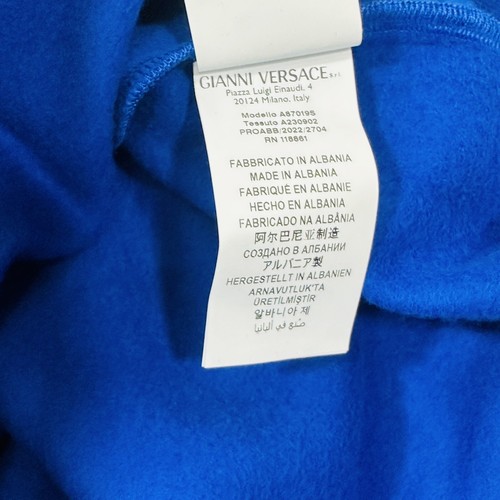 GIANNI VERSACE s.r.l.
Piazza Luigi Einaudi, 4
20124 Milano, Italy
Modello A87019S
Tessuto A230902
PROABB/2022/2704
RN 118861
FABBRICATO IN ALBANIA
MADE IN ALBANIA
FABRIQUÉ EN ALBANIE
HECHO EN ALBANIA
FABRICADO NA ALBÂNIA
阿尔巴尼亚制造
СОЗДАНО В АЛБАНИИ
アルバニア製
HERGESTELLT IN ALBANIEN
ARNAVUTLUK'TA
ÜRETİLMİŞTİR
알바니아 제
صنع في ألبانيا